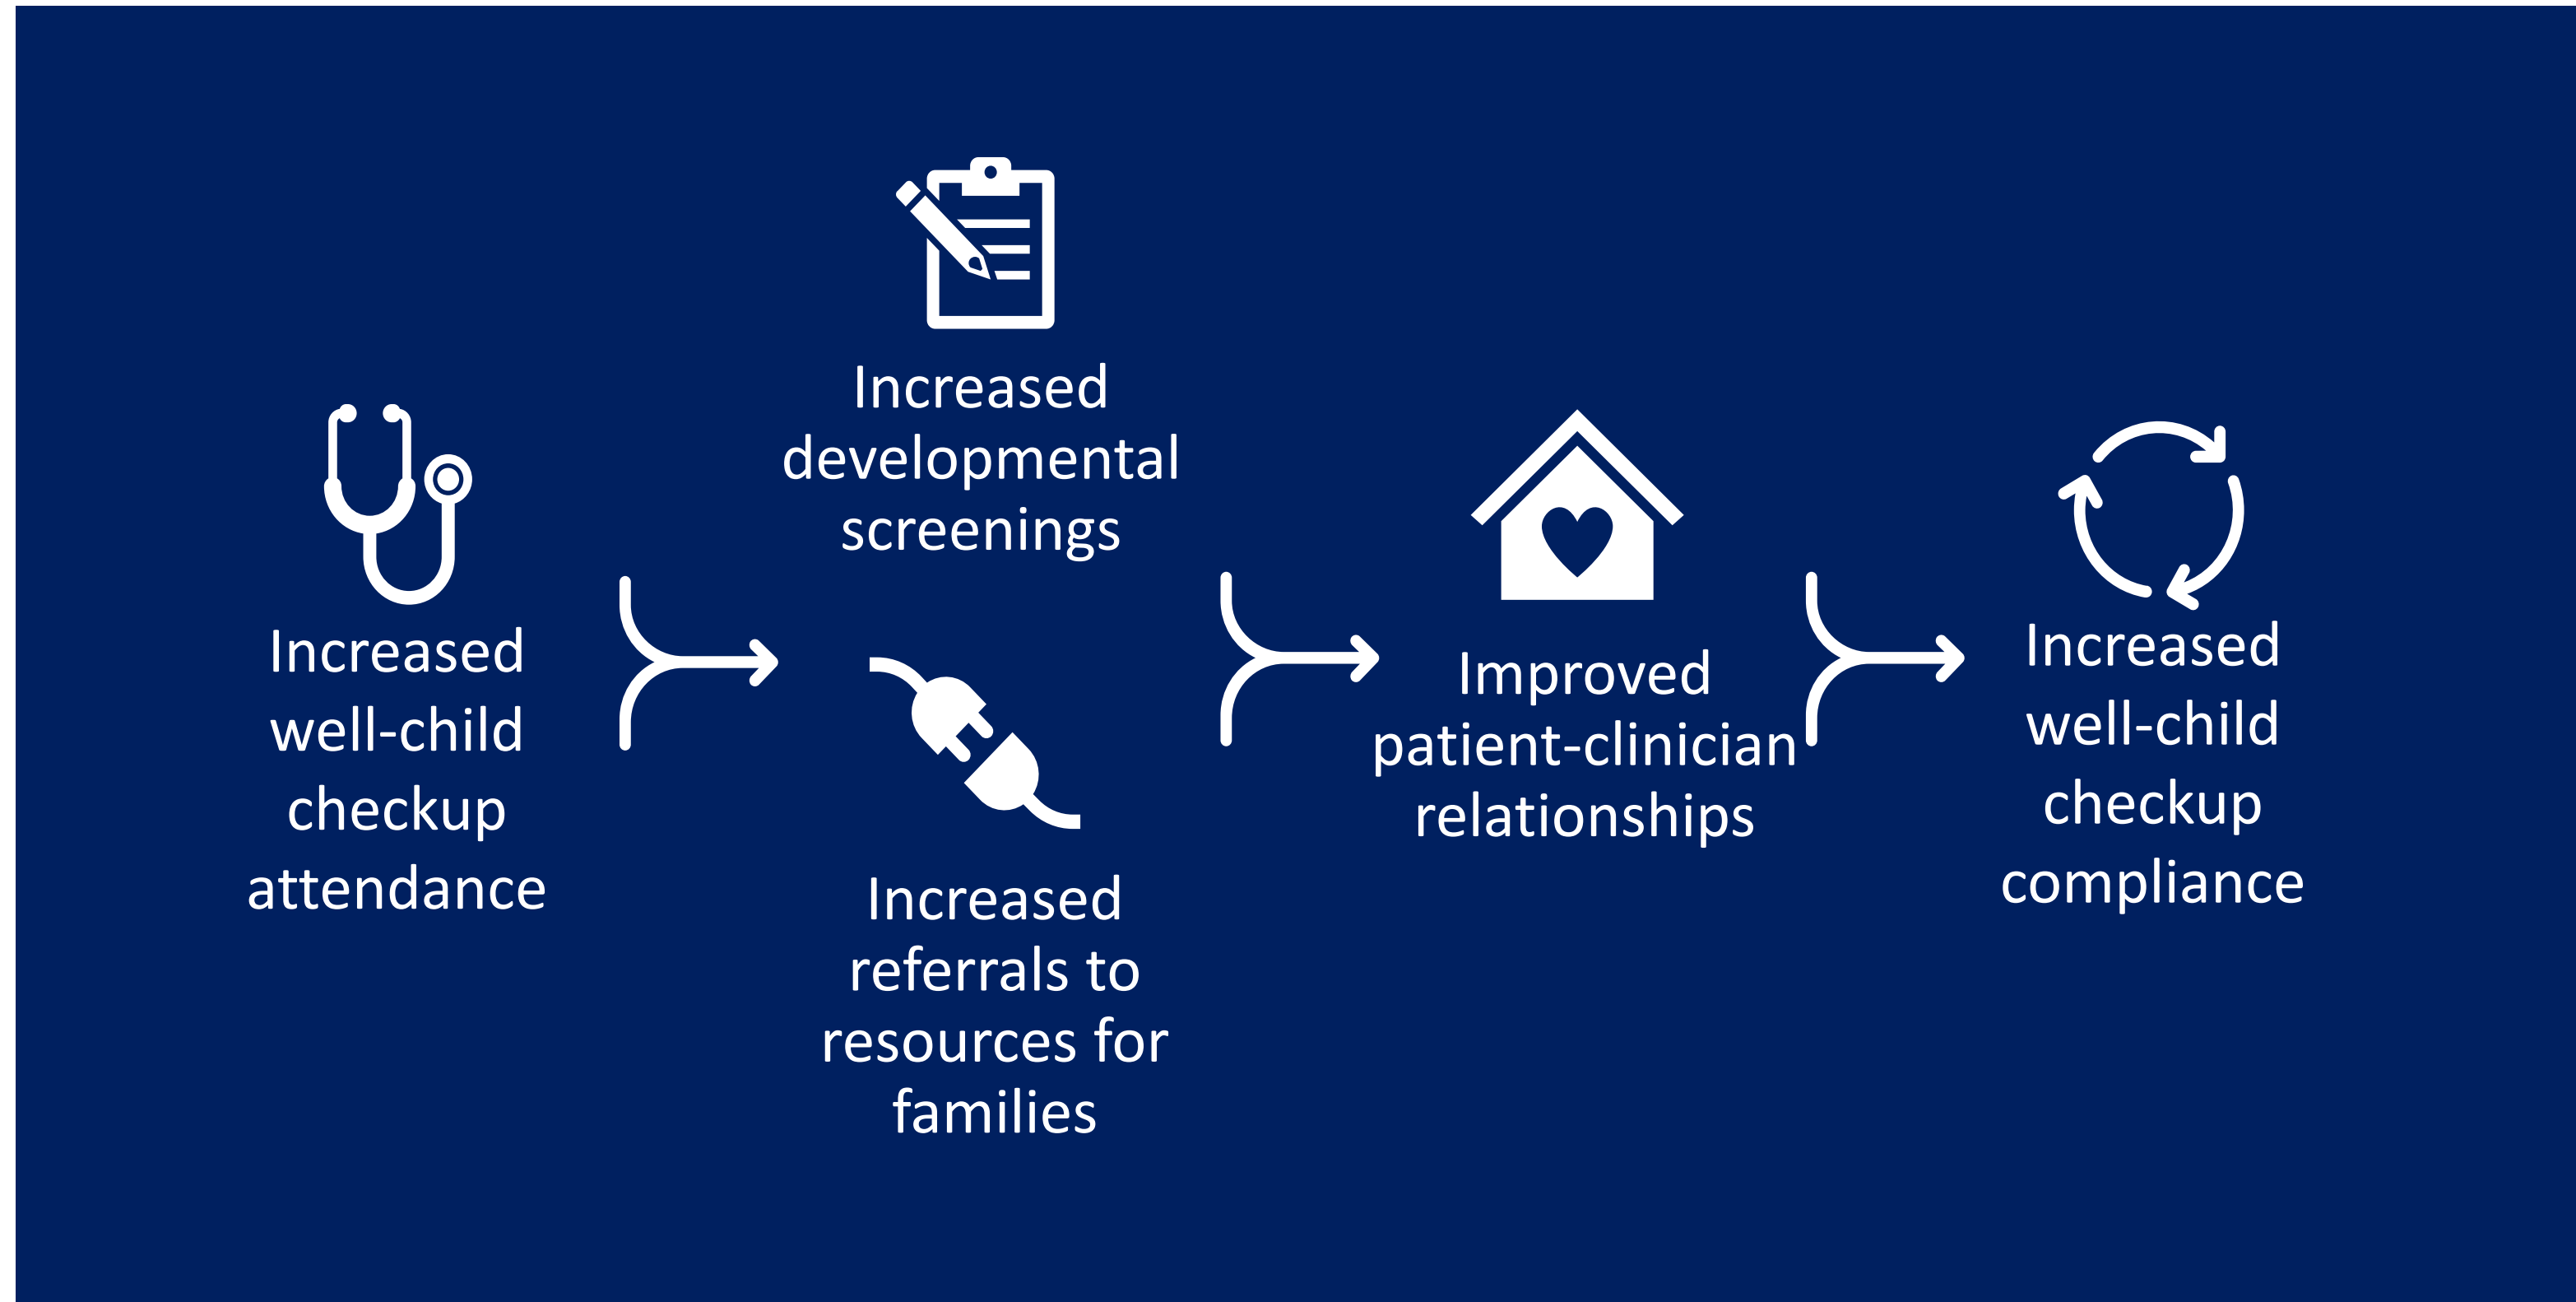 Increased
well-child
checkup
attendance
Increased
developmental
screenings
Increased
referrals to
resources for
families
Improved
patient-clinician
relationships
Increased
well-child
checkup
compliance